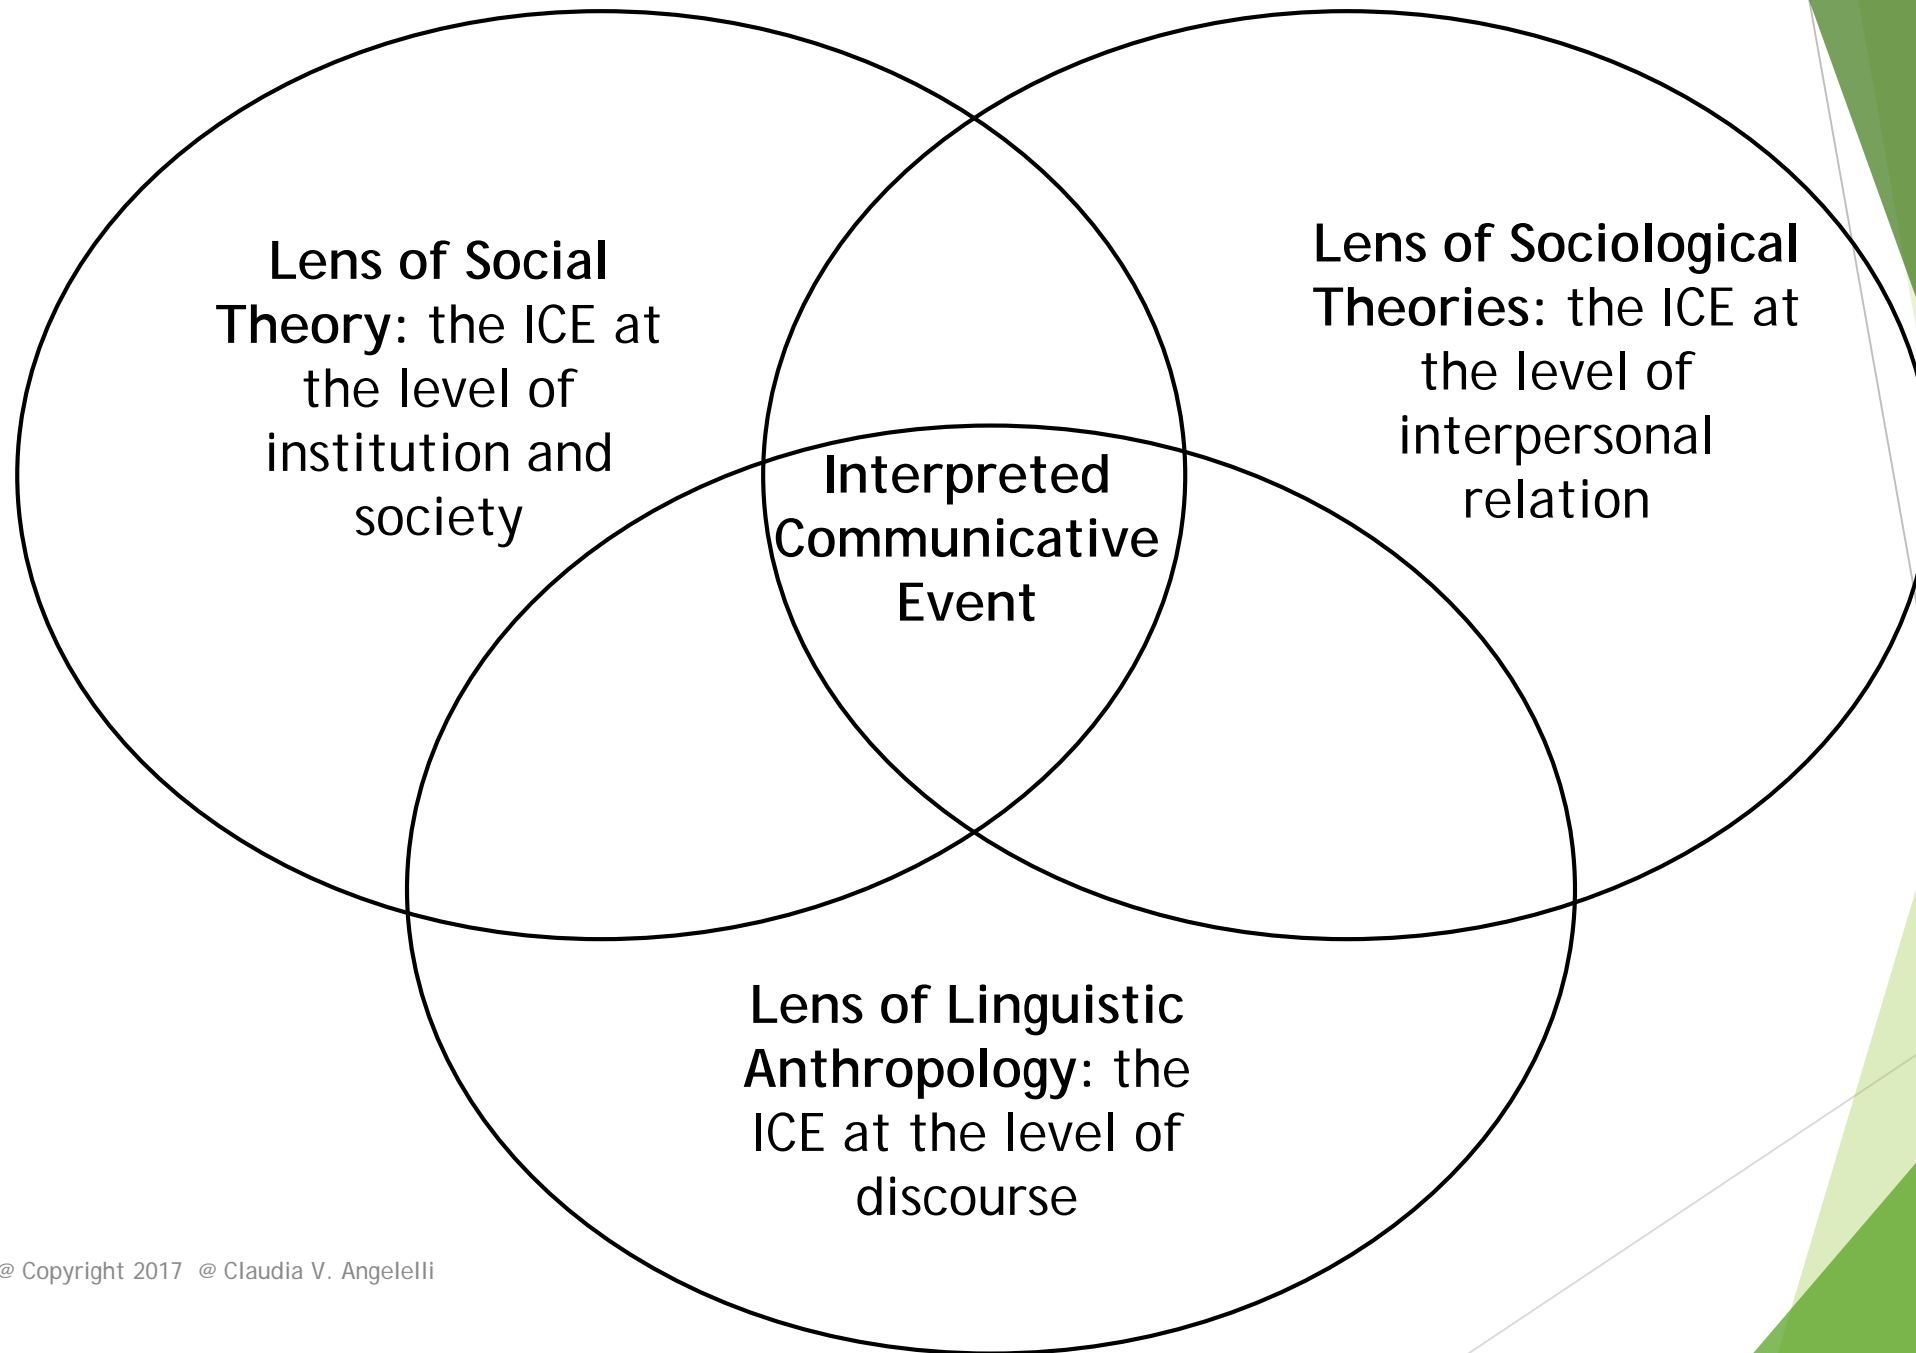 Lens of Social
Theory: the ICE at
the level of
institution and
society
Lens of Sociological
Theories: the ICE at
the level of
interpersonal
relation
Interpreted
Communicative
Event
Lens of Linguistic
Anthropology: the
ICE at the level of
discourse
@ Copyright 2017 @ Claudia V. Angelelli